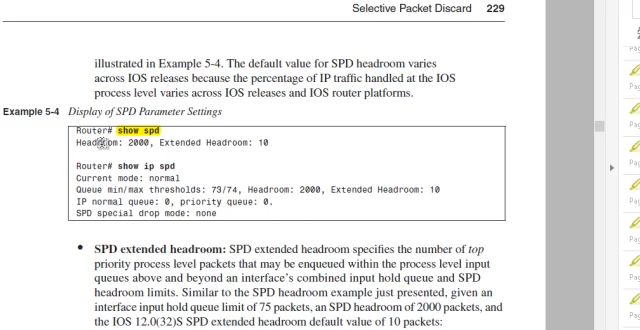 Selective Packet Discard 229
illustrated in Example 5-4. The default value for SPD headroom varies
across IOS releases because the percentage of IP traffic handled at the IOS
process level varies across IOS releases and IOS router platforms.
Example 5-4 Display of SPD Parameter Settings
Router# show spd
Headroom: 2000, Extended Headroom: 10
Router# show ip spd
Current mode: normal
Queue min/max thresholds: 73/74, Headroom: 2000, Extended Headroom: 10
IP normal queue: 0, priority queue: 0.
SPD special drop mode: none
• SPD extended headroom: SPD extended headroom specifies the number of top
priority process level packets that may be enqueued within the process level input
queues above and beyond an interface's combined input hold queue and SPD
headroom limits. Similar to the SPD headroom example just presented, given an
interface input hold queue limit of 75 packets, an SPD headroom of 2000 packets, and
the IOS 12.0(32)S SPD extended headroom default value of 10 packets:
Pag
Pag
Pag
Pag
Pag
Pag
Pag